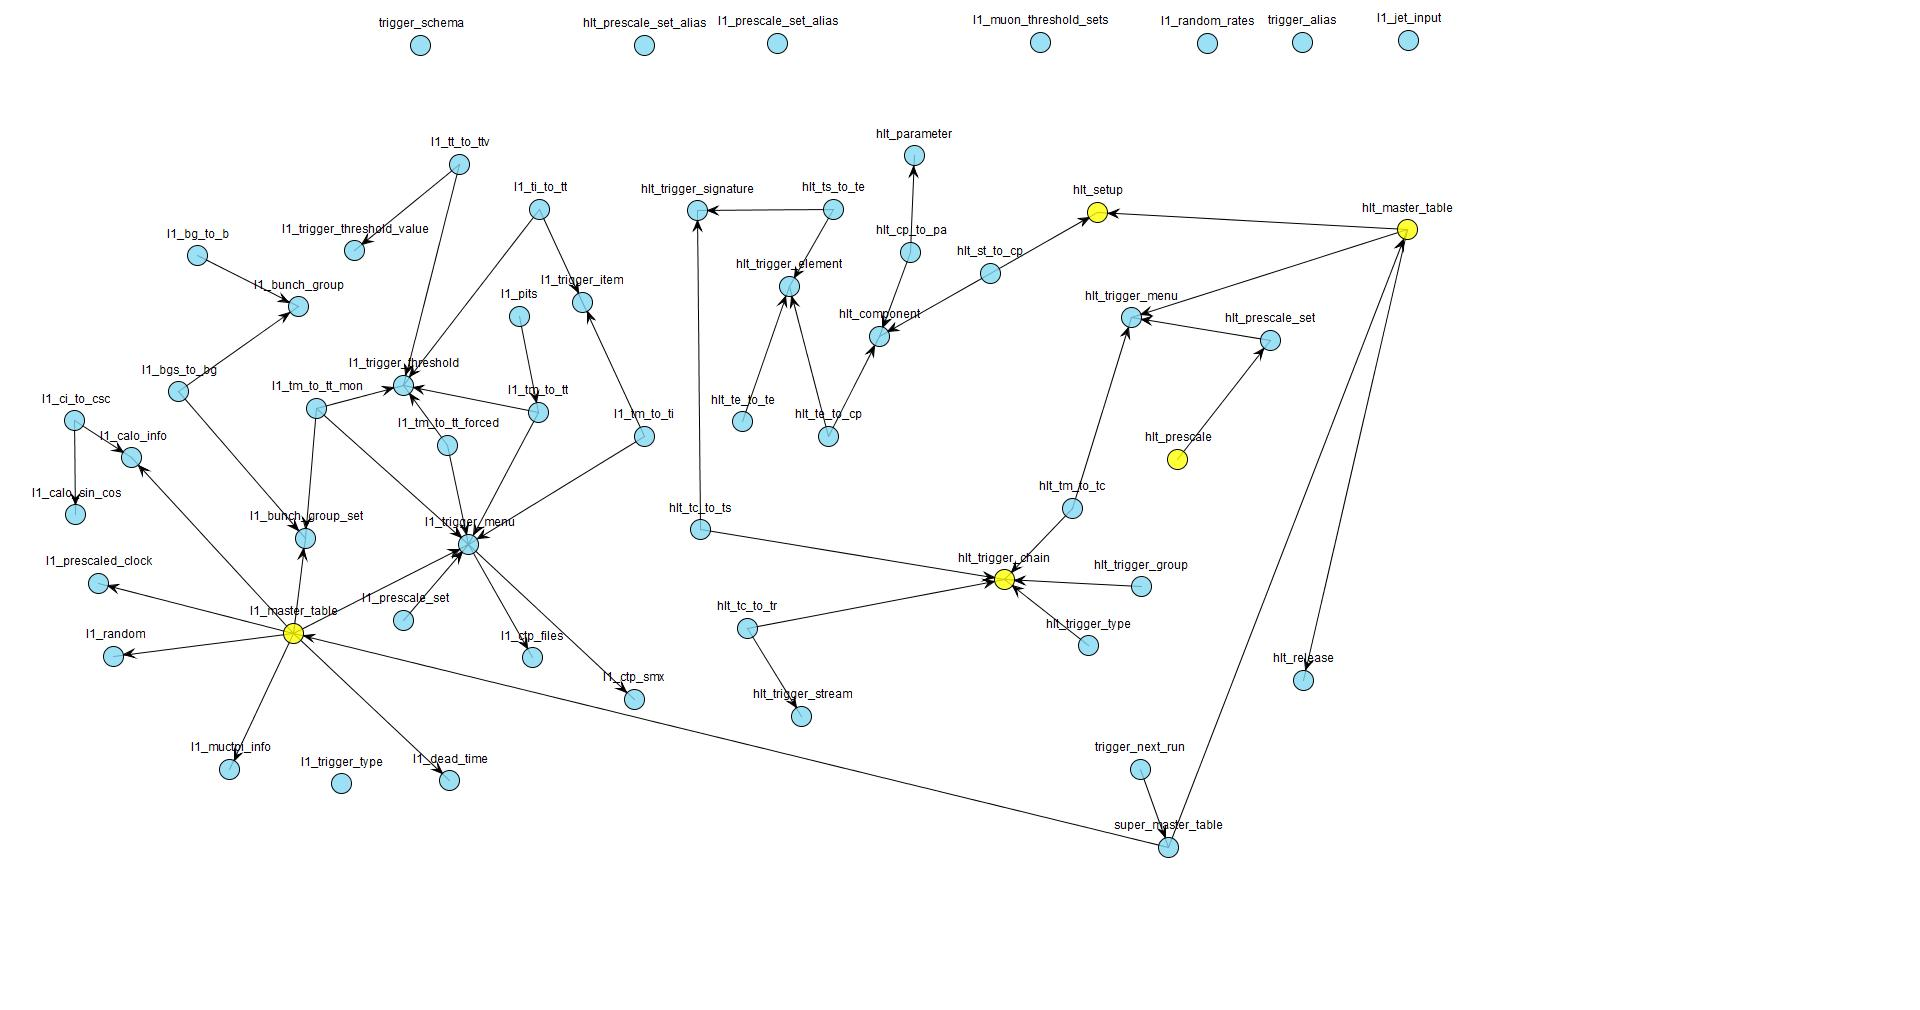 trigger_schema
hlt_prescale_set_alias
l1_prescale_set_alias
l1_muon_threshold_sets
l1_random_rates
trigger_alias
l1_jet_input
hlt_parameter
l1_tt_to_ttv
l1_ti_to_tt
hlt_trigger_signature
hlt_ts_to_te
hlt_setup
hlt_master_table
l1_bg_to_b
l1_trigger_threshold_value
hlt_cp_to_pa
hlt_st_to_cp
hlt_trigger_element
l1_bunch_group
l1_pits
l1_trigger_item
hlt_component
hlt_trigger_menu
hlt_prescale_set
l1_bgs_to_bg
l1_trigger_threshold
l1_tm_to_tt_mon
l1_tm_to_tt
l1_ci_to_csc
l1_calo_info
l1_tm_to_tt_forced
l1_tm_to_ti
hlt_te_to_te
hlt_te_to_cp
hlt_prescale
l1_calo_sin_cos
l1_bunch_group_set
l1_trigger_menu
hlt_tc_to_ts
hlt_tm_to_tc
l1_prescaled_clock
hlt_trigger_chain
hlt_trigger_group
l1_master_table
l1_prescale_set
hlt_tc_to_tr
l1_random
l1_ctp_files
hlt_trigger_type
l1_ctp_smx
hlt_trigger_stream
hlt_release
l1_muctpi_info
l1_trigger_type
l1_dead_time
trigger_next_run
super_master_table